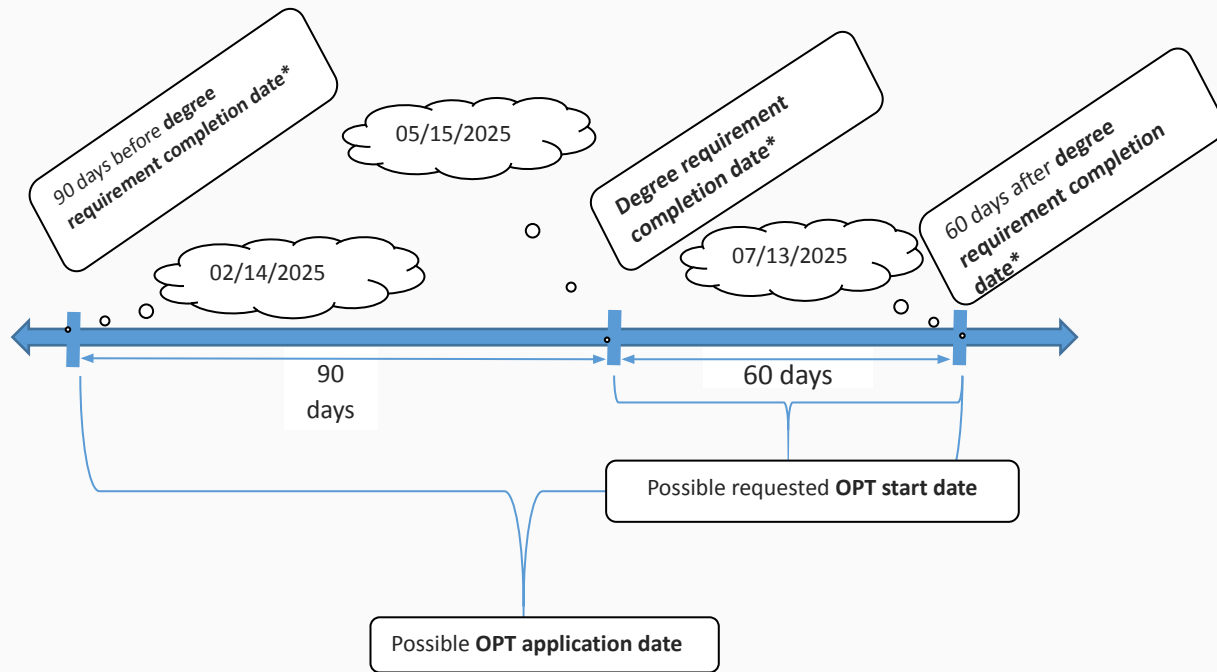 90 days before degree
requirement completion date*
05/15/2025
Degree requirement
completion date*
60 days after degree
requirement completion
date*
02/14/2025
07/13/2025
90
days
60 days
Possible requested OPT start date
Possible OPT application date